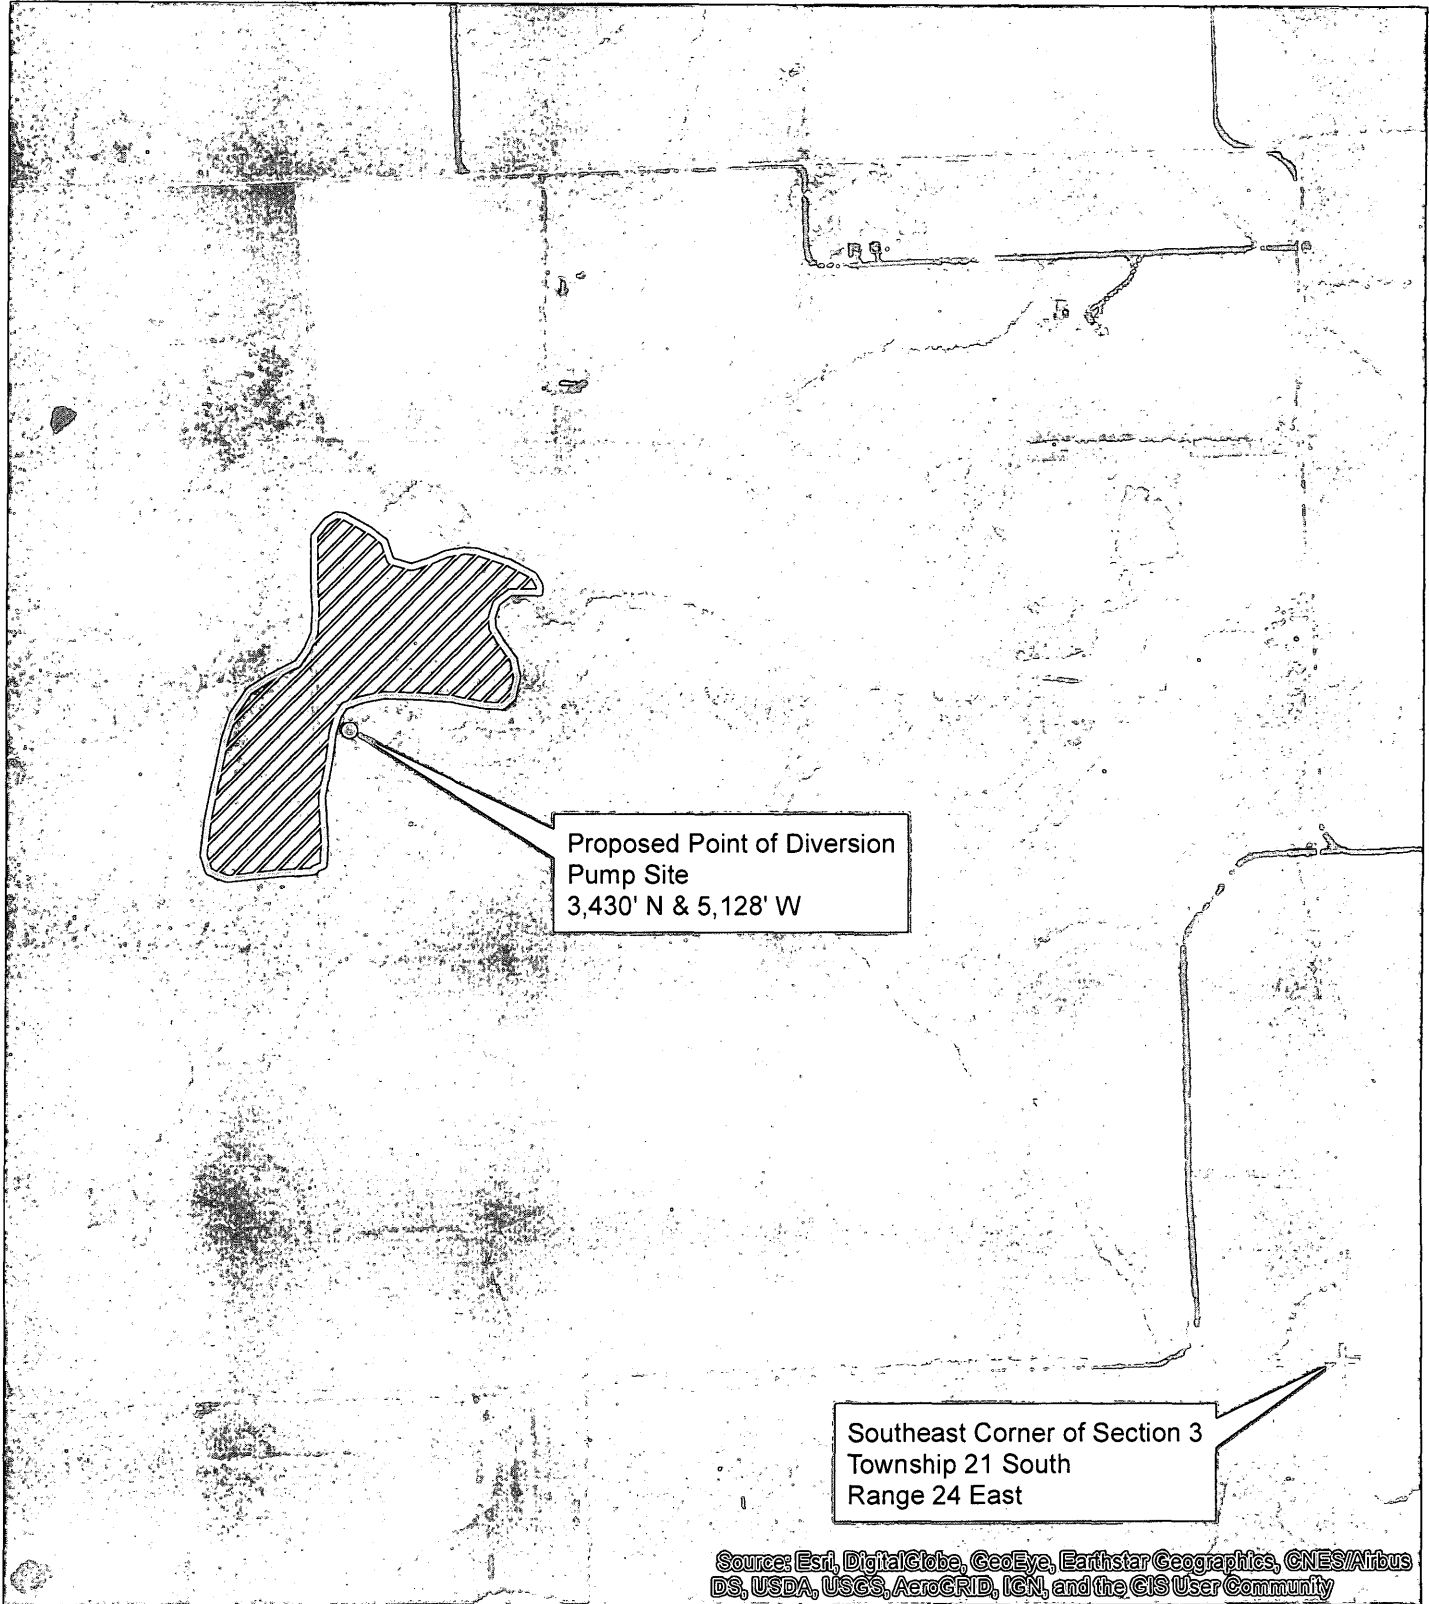 Proposed Point of Diversion
Pump Site
3,430' N & 5,128' W
Southeast Corner of Section 3
Township 21 South
Range 24 East
Source: Esri, DigitalGlobe, GeoEye, Earthstar Geographics, CNES/Airbus
DS, USDA, USGS, AeroGRID, IGN, and the GIS User Community